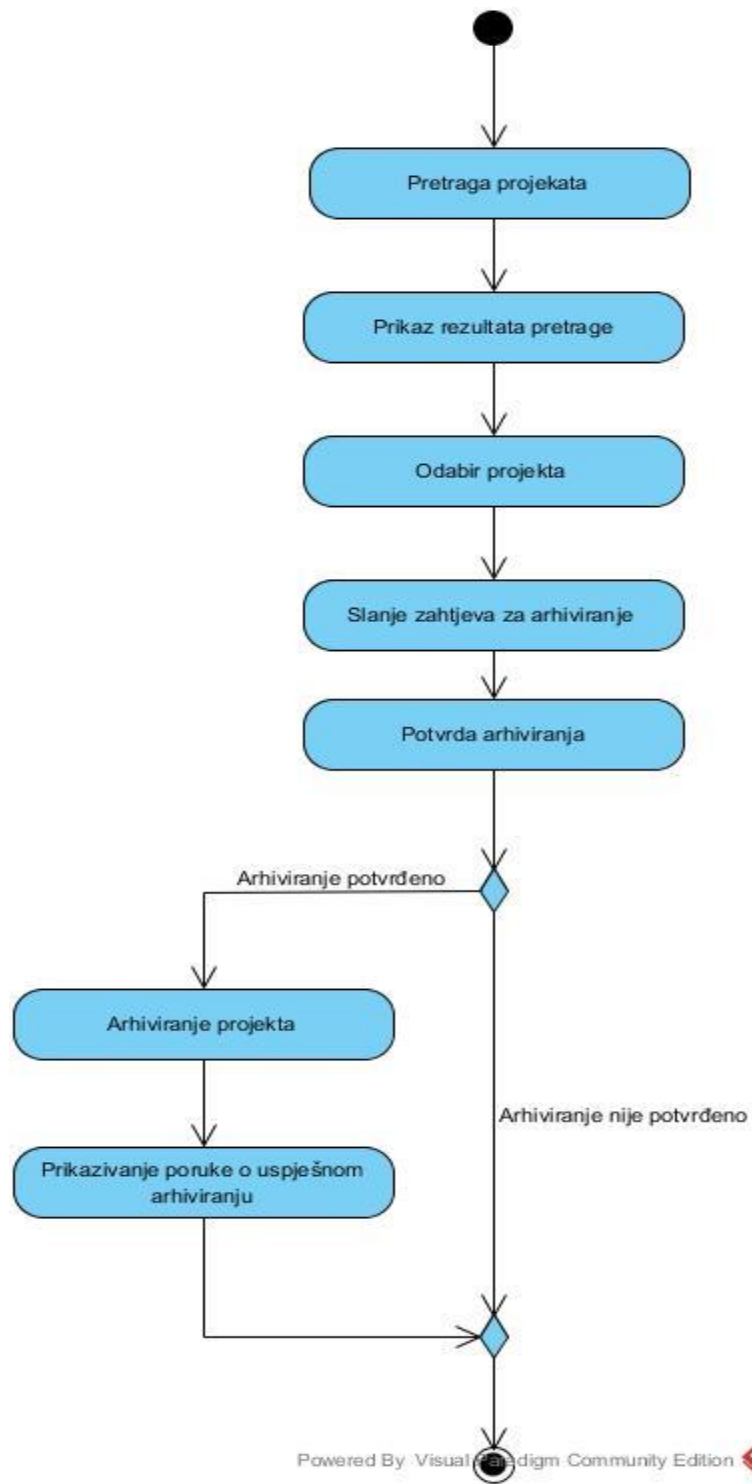 Pretraga projekata
Prikaz rezultata pretrage
Odabir projekta
Slanje zahtjeva za arhiviranje
Potvrda arhiviranja
Arhiviranje potvrđeno
Arhiviranje projekta
Arhiviranje nije potvrđeno
Prikazivanje poruke o uspješnom
arhiviranju
Powered By Visual Paradigm Community Edition